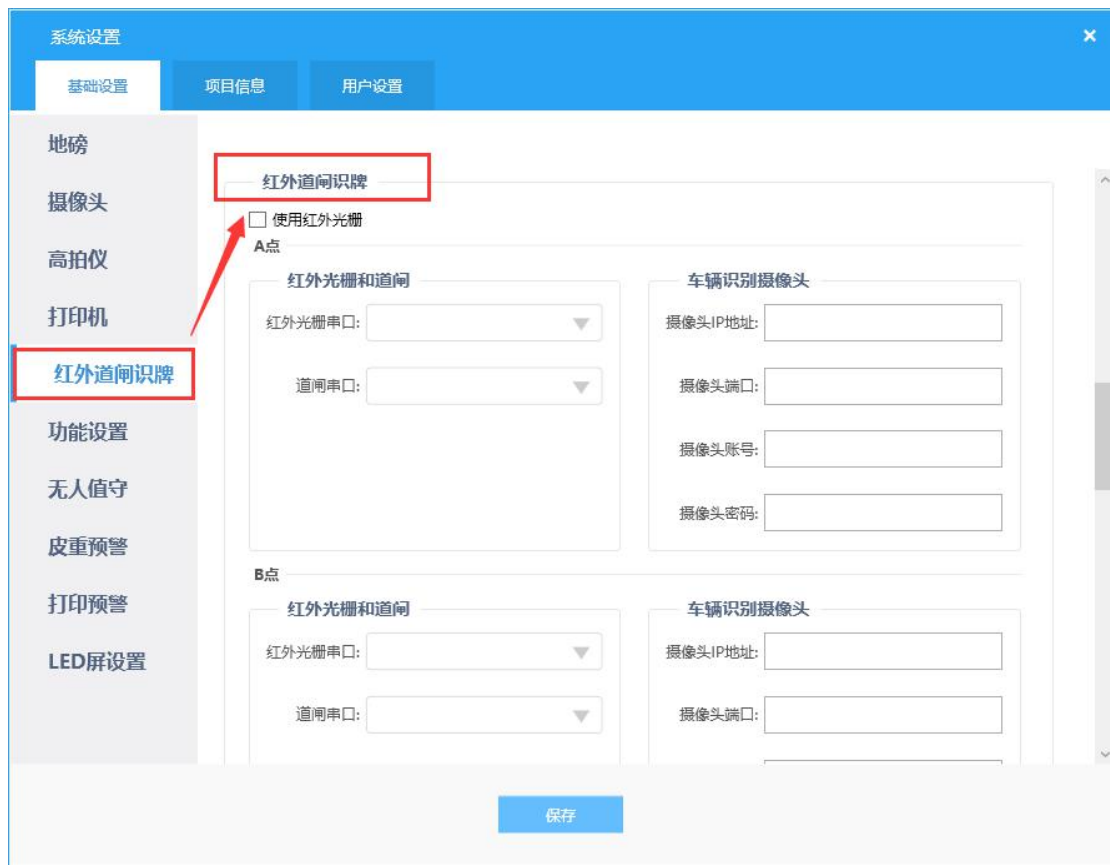 系统设置
基础设置 项目信息 用户设置
地磅
摄像头
高拍仪
打印机
红外道闸识牌
功能设置
无人值守
皮重预警
打印预警
LED屏设置
红外道闸识牌
使用红外光栅
A点
红外光栅和道闸
红外光栅串口:
道闸串口:
车辆识别摄像头
摄像头IP地址:
摄像头端口:
摄像头账号:
摄像头密码:
B点
红外光栅和道闸
红外光栅串口:
道闸串口:
车辆识别摄像头
摄像头IP地址:
摄像头端口:
保存